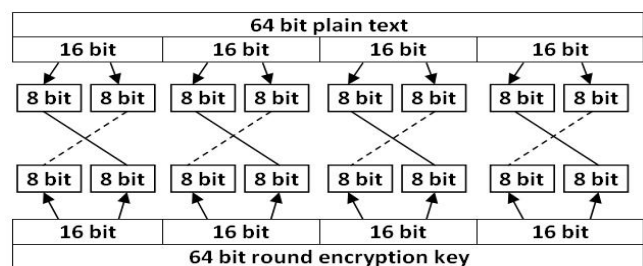 64 bit plain text
16 bit 16 bit 16 bit 16 bit
8 bit 8 bit 8 bit 8 bit 8 bit 8 bit 8 bit 8 bit
8 bit 8 bit 8 bit 8 bit 8 bit 8 bit 8 bit 8 bit
16 bit 16 bit 16 bit 16 bit
64 bit round encryption key